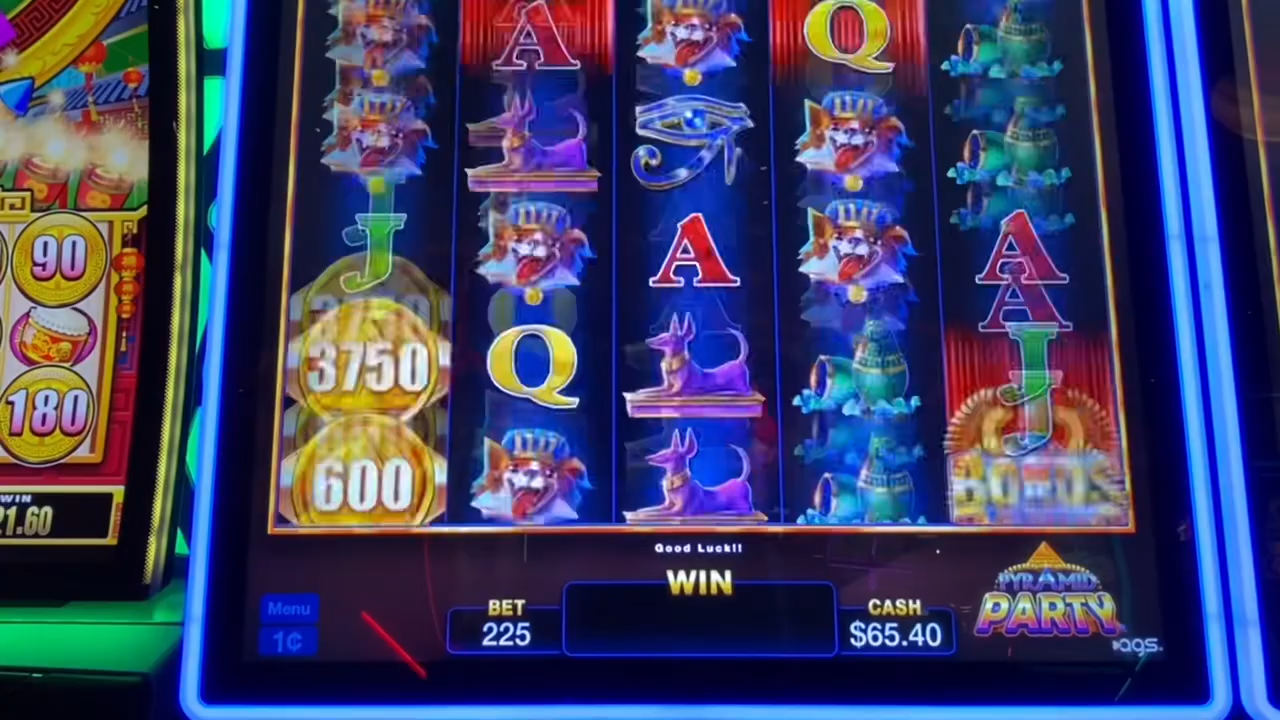 A
Q
90
J
A
A
3750
Q
A
J
180
600
Good Luck!!
WIN
WIN
21.60
BET
225
CASH
$65.40
Menu
1¢
PYRAMID
PARTY
ags.